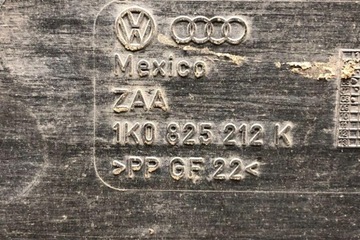 Mexico
ZAA
1K0 825 212 K
>PP GF 22<